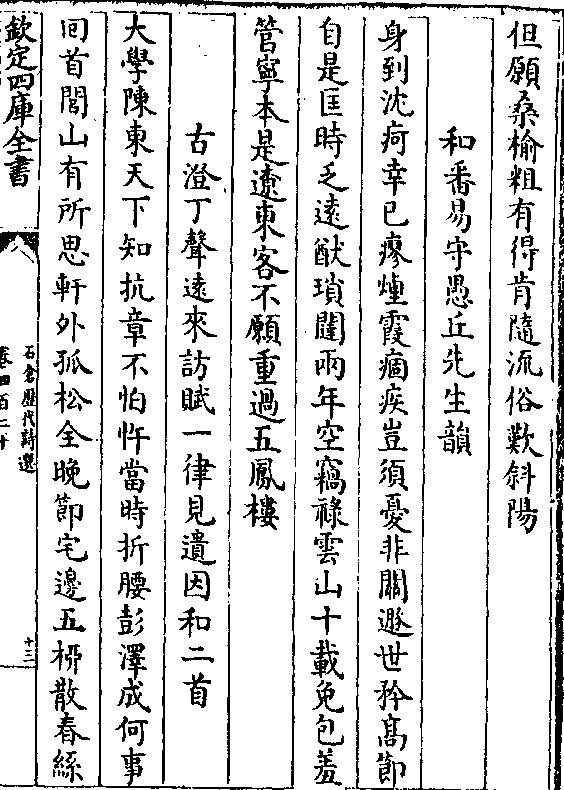 但願桑榆粗有得肯隨流俗歎斜陽
和番易守愚丘先生韻
身到沈疴幸已瘳煙霞痼疾豈須憂非關遯世矜髙節
自是匡時乏遠猷瑣闥兩年空竊祿雲山十載免包羞
管寧本是遼東客不願重過五鳳樓
古澄丁聲遠來訪賦一律見遺因和二首
大學陳東天下知抗章不怕忤當時折腰彭澤成何事
囘首閭山有所思軒外孤松全晚節宅邊五栁散春絲
欽定四庫全書
石倉歷代詩選
卷四百二十
十三